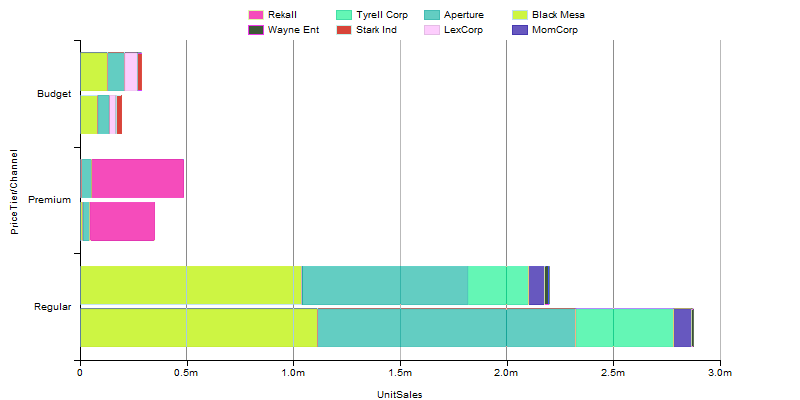 Rekall Tyrell Corp Aperture Black Mesa
Wayne Ent Stark Ind LexCorp MomCorp
Budget
Premium
Regular
PriceTier/Channel
0 0.5m 1.0m 1.5m 2.0m 2.5m 3.0m
UnitSales